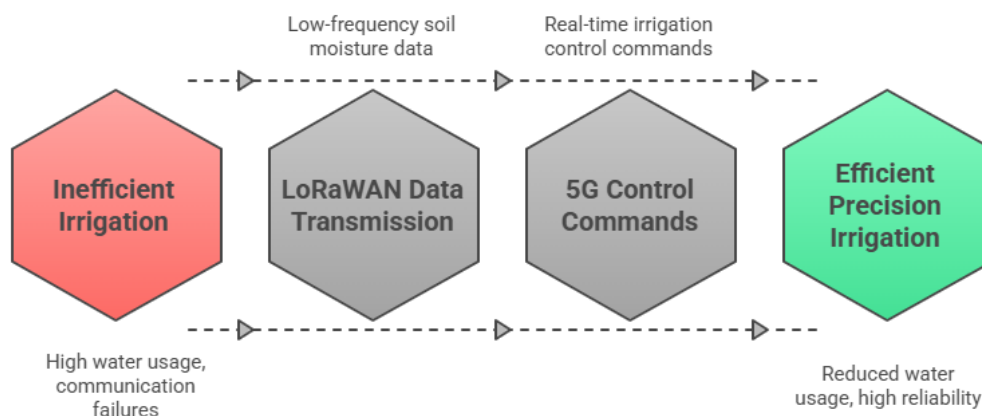 Low-frequency soil
moisture data
Real-time irrigation
control commands
Inefficient
Irrigation
LoRaWAN Data
Transmission
5G Control
Commands
Efficient
Precision
Irrigation
High water usage,
communication
failures
Reduced water
usage, high reliability